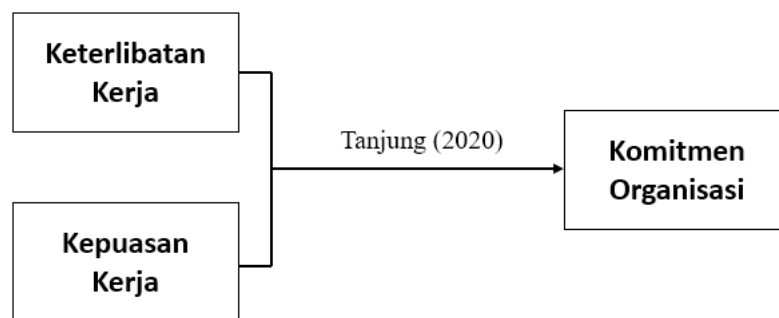 Keterlibatan
Kerja
Tanjung (2020)
Komitmen
Organisasi
Kepuasan
Kerja